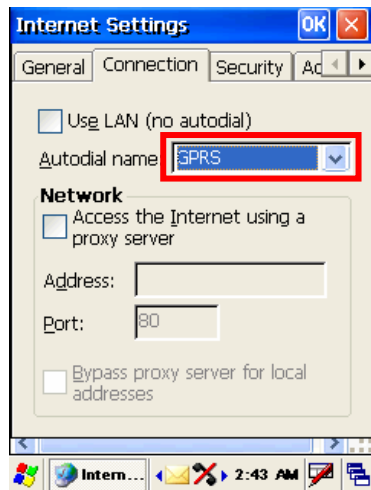 Internet Settings OK
General Connection Security Ad
Use LAN (no autodial)
Autodial name: GPRS
Network
Access the Internet using a
proxy server
Address:
Port: 80
Bypass proxy server for local
addresses
Intern... 2:43 AM